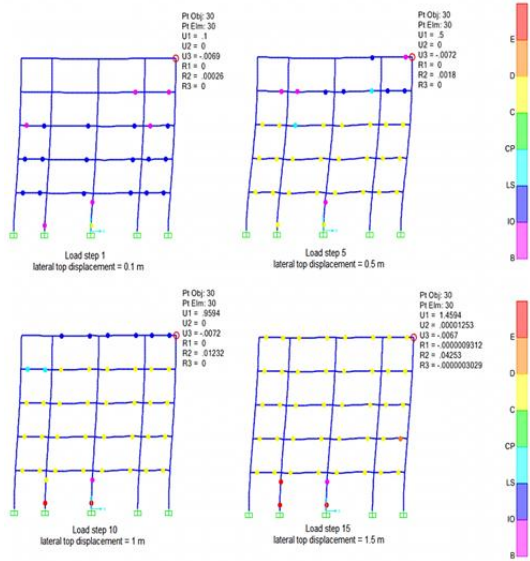 Pt Obj: 30
Pt Elm: 30
U1 = .1
U2 = 0
U3 = -.0069
R1 = 0
R2 = .00026
R3 = 0
Load step 1
lateral top displacement = 0.1 m
Pt Obj: 30
Pt Elm: 30
U1 = .5
U2 = 0
U3 = -.0072
R1 = 0
R2 = .0018
R3 = 0
Load step 5
lateral top displacement = 0.5 m
E
D
C
CP
LS
IO
B
Pt Obj: 30
Pt Elm: 30
U1 = .9594
U2 = 0
U3 = -.0072
R1 = 0
R2 = .01232
R3 = 0
Load step 10
lateral top displacement = 1 m
Pt Obj: 30
Pt Elm: 30
U1 = 1.4594
U2 = .00001253
U3 = -.0067
R1 = -.0000009312
R2 = .04253
R3 = -.0000003029
Load step 15
lateral top displacement = 1.5 m
E
D
C
CP
LS
IO
B